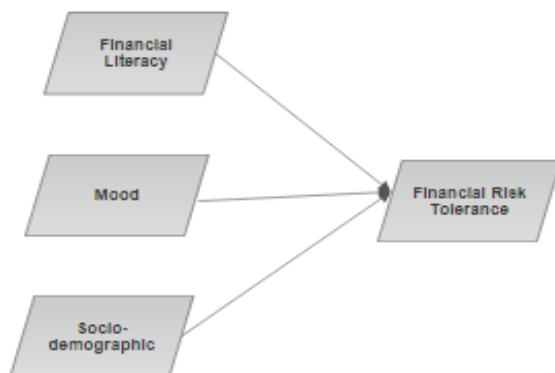 Financial
Literacy
Mood
Financial Risk
Tolerance
Socio-
demographic